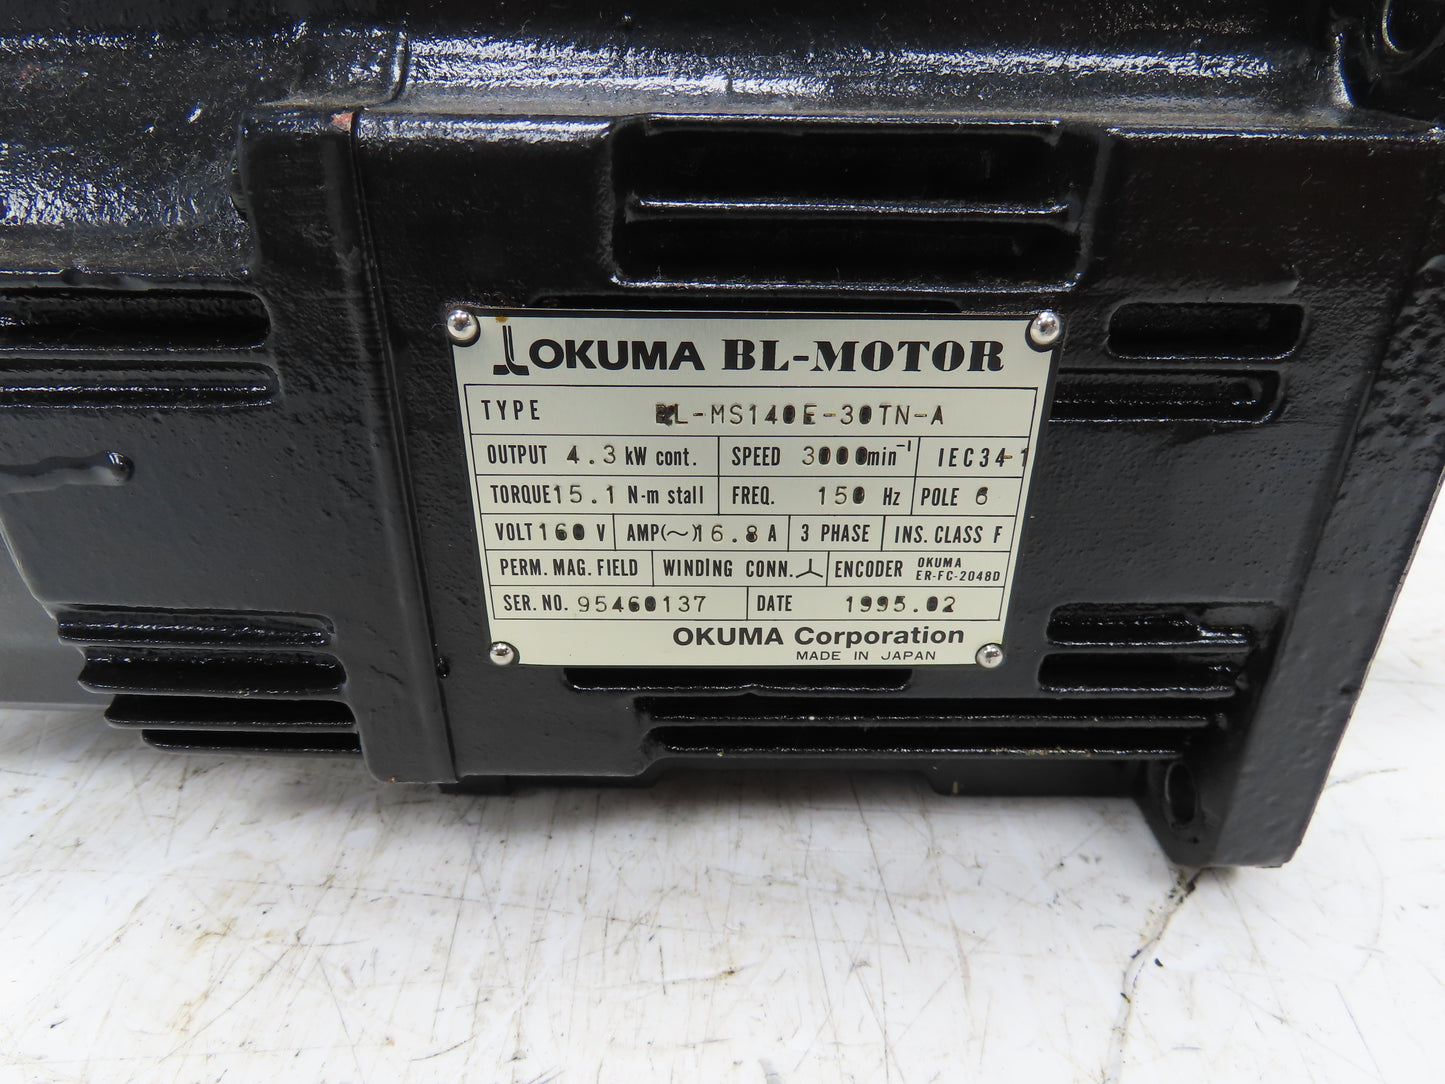 OKUMA BL-MOTOR
TYPE BL-MS140E-30TN-A
OUTPUT 4.3 kW cont. SPEED 3000min⁻¹ IEC34-1
TORQUE 15.1 N-m stall FREQ. 150 Hz POLE 6
VOLT 160 V AMP(~) 16.8 A 3 PHASE INS. CLASS F
PERM. MAG. FIELD WINDING CONN. ENCODER OKUMA
ER-FC-2048D
SER. NO. 95460137 DATE 1995.02
OKUMA Corporation
MADE IN JAPAN